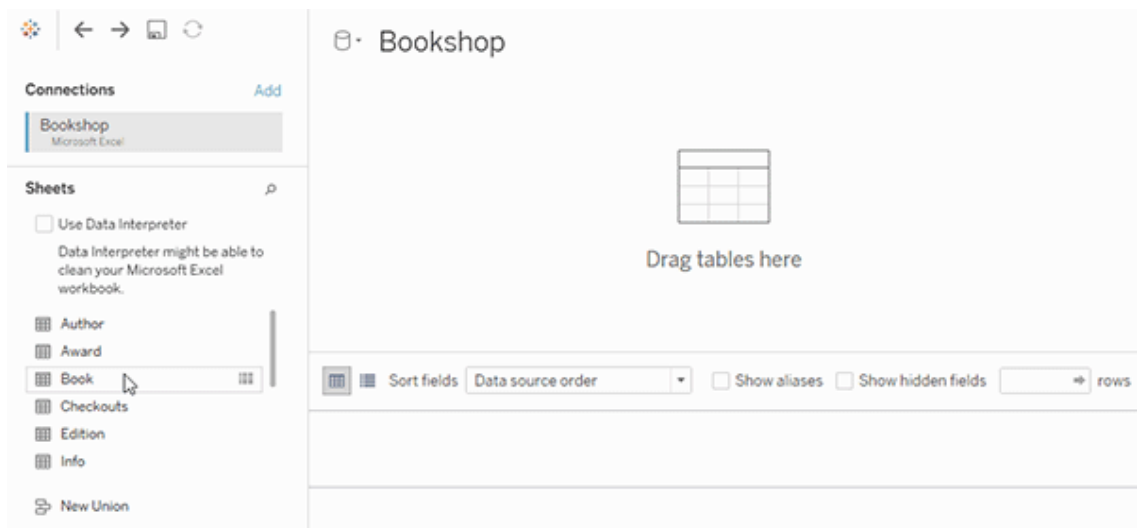 Bookshop
Connections Add
Bookshop
Microsoft Excel
Sheets
Use Data Interpreter
Data Interpreter might be able to
clean your Microsoft Excel
workbook.
Author
Award
Book
Checkouts
Edition
Info
New Union
Drag tables here
Sort fields Data source order Show aliases Show hidden fields rows